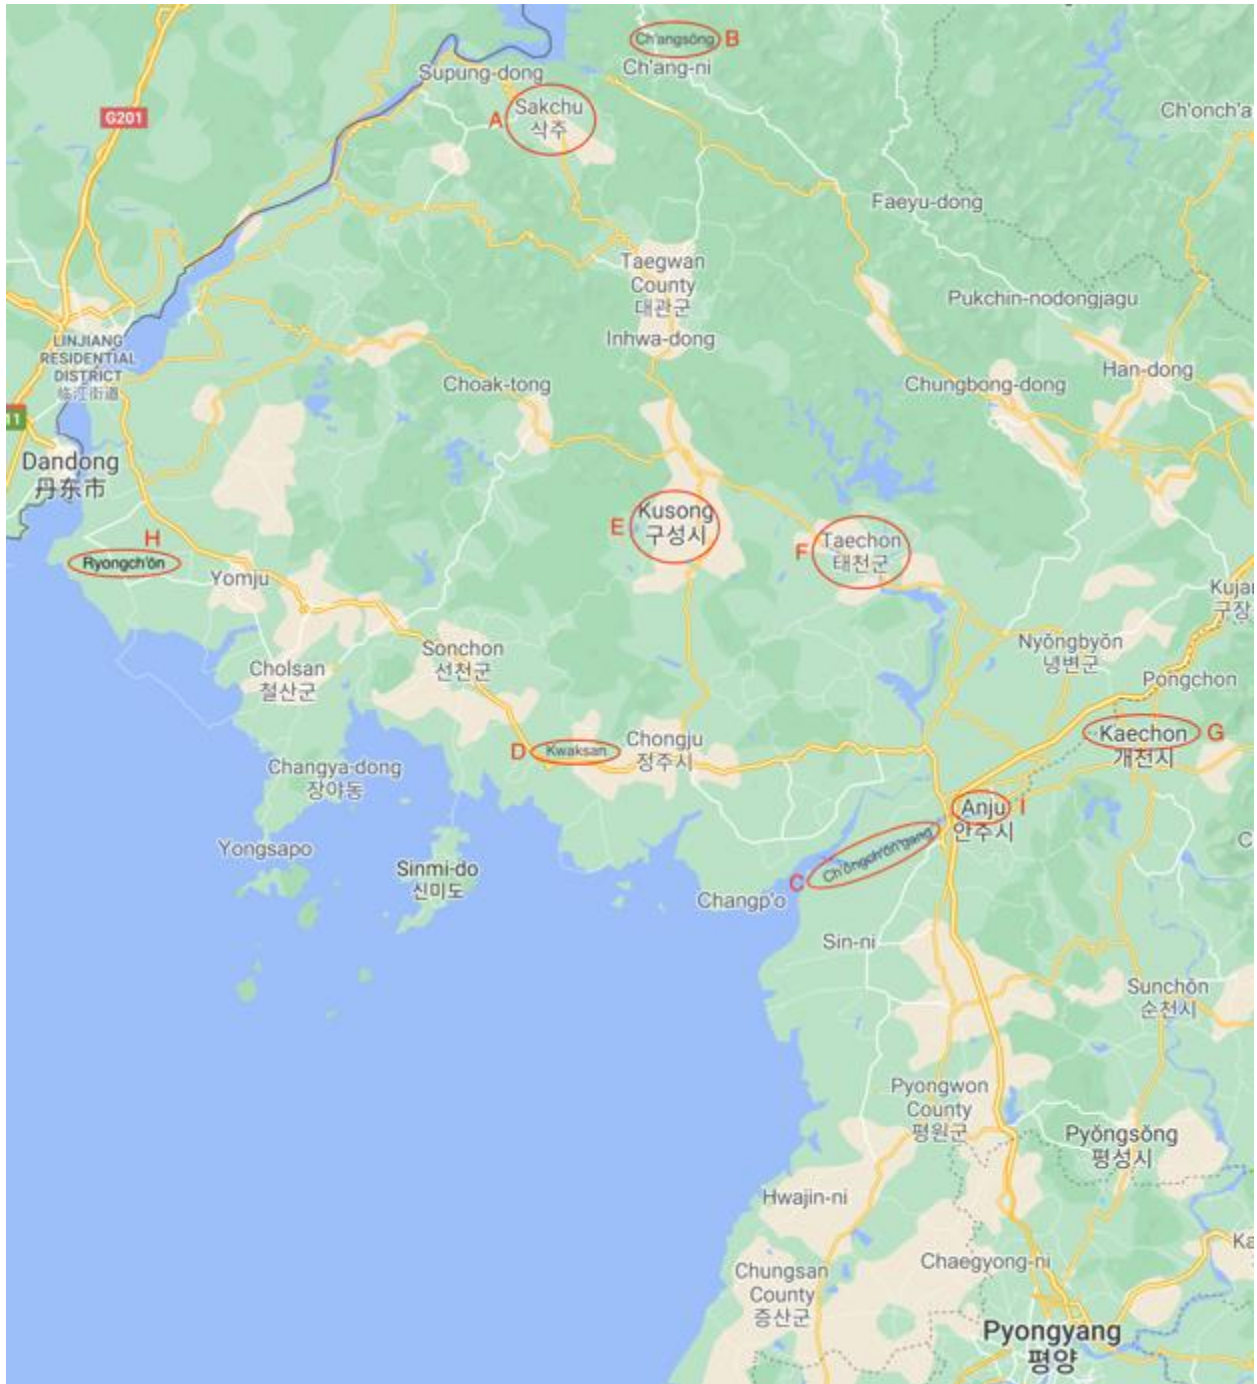 Ch'angsŏng B
Ch'ang-ni
Supung-dong
Sakchu
A
삭주
G201
Ch'onch'a
Faeyu-dong
Taegwan
County
대관군
Pukchin-nodongjagu
Inhwa-dong
LINJIANG
RESIDENTIAL
DISTRICT
临江街道
Han-dong
Choak-tong
Chungbong-dong
11
Dandong
丹东市
Kusong
E
구성시
H
Taechon
F
태천군
Ryongch'ŏn
Yomju
Kujar
구장
Nyŏngbyŏn
녕변군
Sonchon
선천군
Cholsan
철산군
Pongchon
Kaechon G
개천시
Chongju
정주시
D Kwaksan
Changya-dong
장야동
Anju I
안주시
Ch'ŏngch'ŏn'gang
C
Yongsapo
Sinmi-do
신미도
C
Changp'o
Sin-ni
Sunchŏn
순천시
Pyongwon
County
평원군
Pyŏngsŏng
평성시
Hwajin-ni
Ka
Chaegyong-ni
Chungsan
County
증산군
Pyongyang
평양